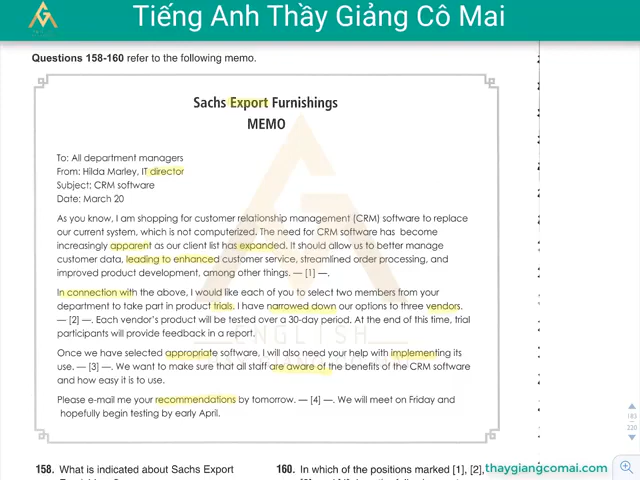 Tiếng Anh Thầy Giảng Cô Mai
Questions 158-160 refer to the following memo.
Sachs Export Furnishings
MEMO
To: All department managers
From: Hilda Marley, IT director
Subject: CRM software
Date: March 20
As you know, I am shopping for customer relationship management (CRM) software to replace
our current system, which is not computerized. The need for CRM software has become
increasingly apparent as our client list has expanded. It should allow us to better manage
customer data, leading to enhanced customer service, streamlined order processing, and
improved product development, among other things. — [1] —.
In connection with the above, I would like each of you to select two members from your
department to take part in product trials. I have narrowed down our options to three vendors.
— [2] —. Each vendor's product will be tested over a 30-day period. At the end of this time, trial
participants will provide feedback in a report.
ENGLISH
Once we have selected appropriate software, I will also need your help with implementing its
use. — [3] —. We want to make sure that all staff are aware of the benefits of the CRM software
and how easy it is to use.
Please e-mail me your recommendations by tomorrow. — [4] —. We will meet on Friday and
hopefully begin testing by early April.
183
220
158. What is indicated about Sachs Export
160. In which of the positions marked [1], [2],
thaygiangcomai.com